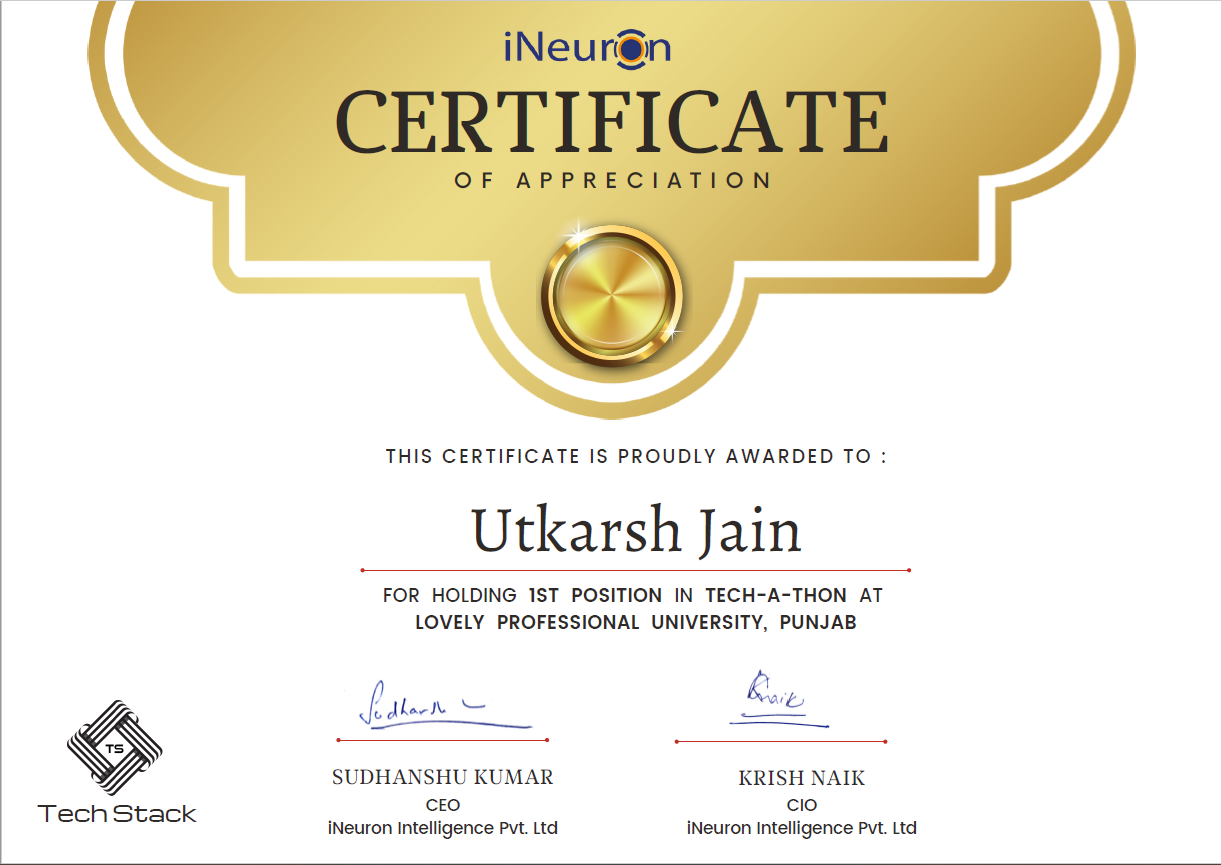 iNeuron
CERTIFICATE
OF APPRECIATION
THIS CERTIFICATE IS PROUDLY AWARDED TO :
Utkarsh Jain
FOR HOLDING 1ST POSITION IN TECH-A-THON AT
LOVELY PROFESSIONAL UNIVERSITY, PUNJAB
Sudharsh
Knaik
SUDHANSHU KUMAR
CEO
iNeuron Intelligence Pvt. Ltd
KRISH NAIK
CIO
iNeuron Intelligence Pvt. Ltd
TS
Tech Stack